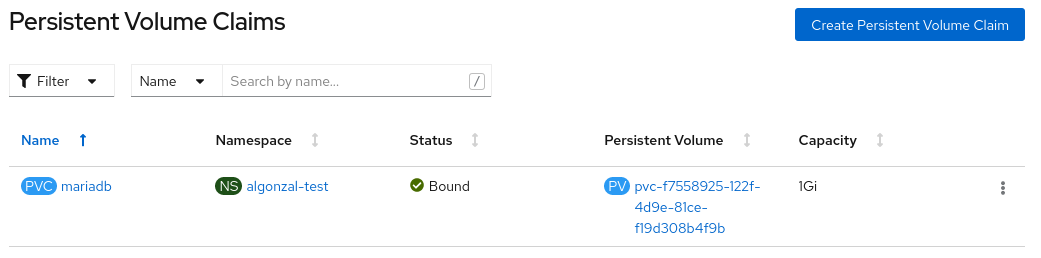 Persistent Volume Claims
Create Persistent Volume Claim
Filter
Name
Search by name...
/
Name
Namespace
Status
Persistent Volume
Capacity
PVC mariadb
NS algonzal-test
Bound
PV pvc-f7558925-122f-
4d9e-81ce-
f19d308b4f9b
1Gi